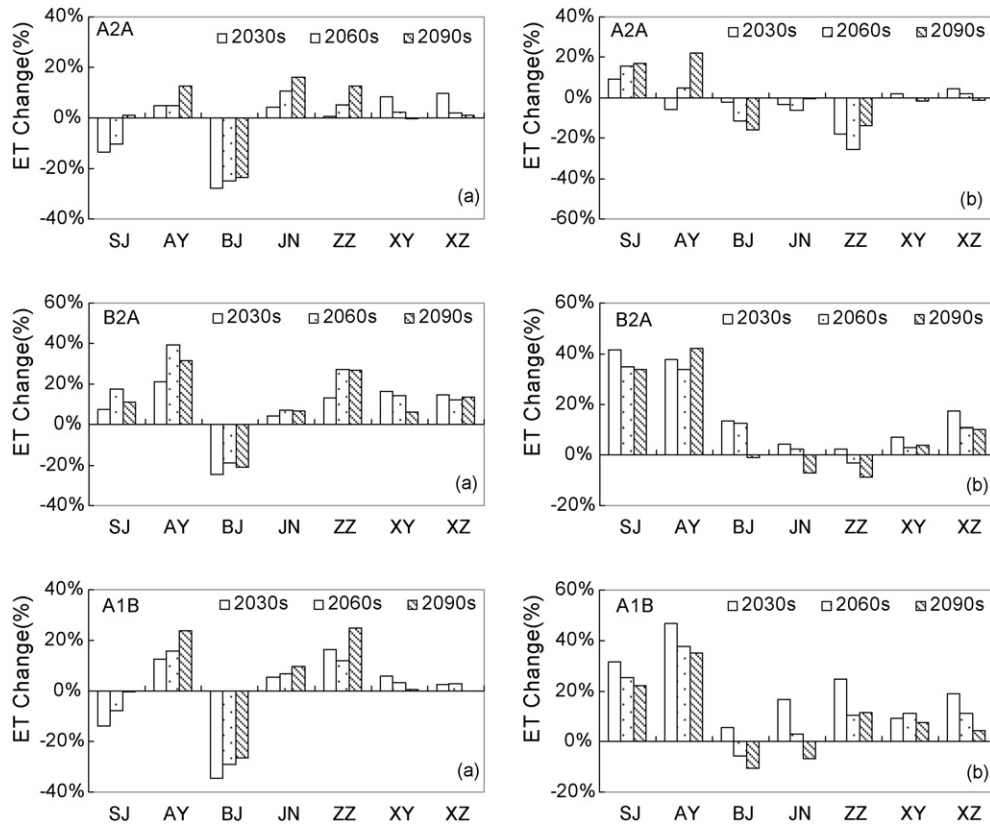 A2A
2030s 2060s 2090s
ET Change(%)
40%
20%
0%
-20%
-40%
(a)
SJ AY BJ JN ZZ XY XZ
A2A
2030s 2060s 2090s
ET Change(%)
40%
20%
0%
-20%
-40%
-60%
(b)
SJ AY BJ JN ZZ XY XZ
B2A
2030s 2060s 2090s
ET Change(%)
60%
40%
20%
0%
-20%
-40%
(a)
SJ AY BJ JN ZZ XY XZ
B2A
2030s 2060s 2090s
ET Change(%)
60%
40%
20%
0%
-20%
(b)
SJ AY BJ JN ZZ XY XZ
A1B
2030s 2060s 2090s
ET Change(%)
40%
20%
0%
-20%
-40%
(a)
SJ AY BJ JN ZZ XY XZ
A1B
2030s 2060s 2090s
ET Change(%)
60%
40%
20%
0%
-20%
(b)
SJ AY BJ JN ZZ XY XZ